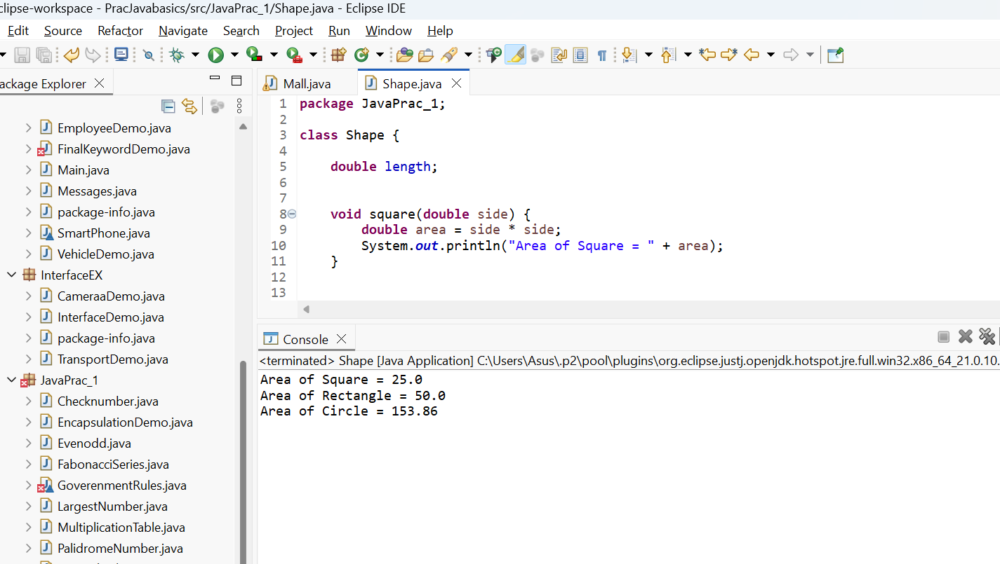 clipse-workspace - PracJavabasics/src/JavaPrac_1/Shape.java - Eclipse IDE
Edit Source Refactor Navigate Search Project Run Window Help
ackage Explorer
EmployeeDemo.java
FinalKeywordDemo.java
Main.java
Messages.java
package-info.java
SmartPhone.java
VehicleDemo.java
InterfaceEX
CameraaDemo.java
InterfaceDemo.java
package-info.java
TransportDemo.java
JavaPrac_1
Checknumber.java
EncapsulationDemo.java
Evenodd.java
FabonacciSeries.java
GoverenmentRules.java
LargestNumber.java
MultiplicationTable.java
PalidromeNumber.java
Mall.java Shape.java
1 package JavaPrac_1;
2
3 class Shape {
4
5 double length;
6
7
8 void square(double side) {
9 double area = side * side;
10 System.out.println("Area of Square = " + area);
11 }
12
13
Console
<terminated> Shape [Java Application] C:\Users\Asus\.p2\pool\plugins\org.eclipse.justj.openjdk.hotspot.jre.full.win32.x86_64_21.0.10.
Area of Square = 25.0
Area of Rectangle = 50.0
Area of Circle = 153.86